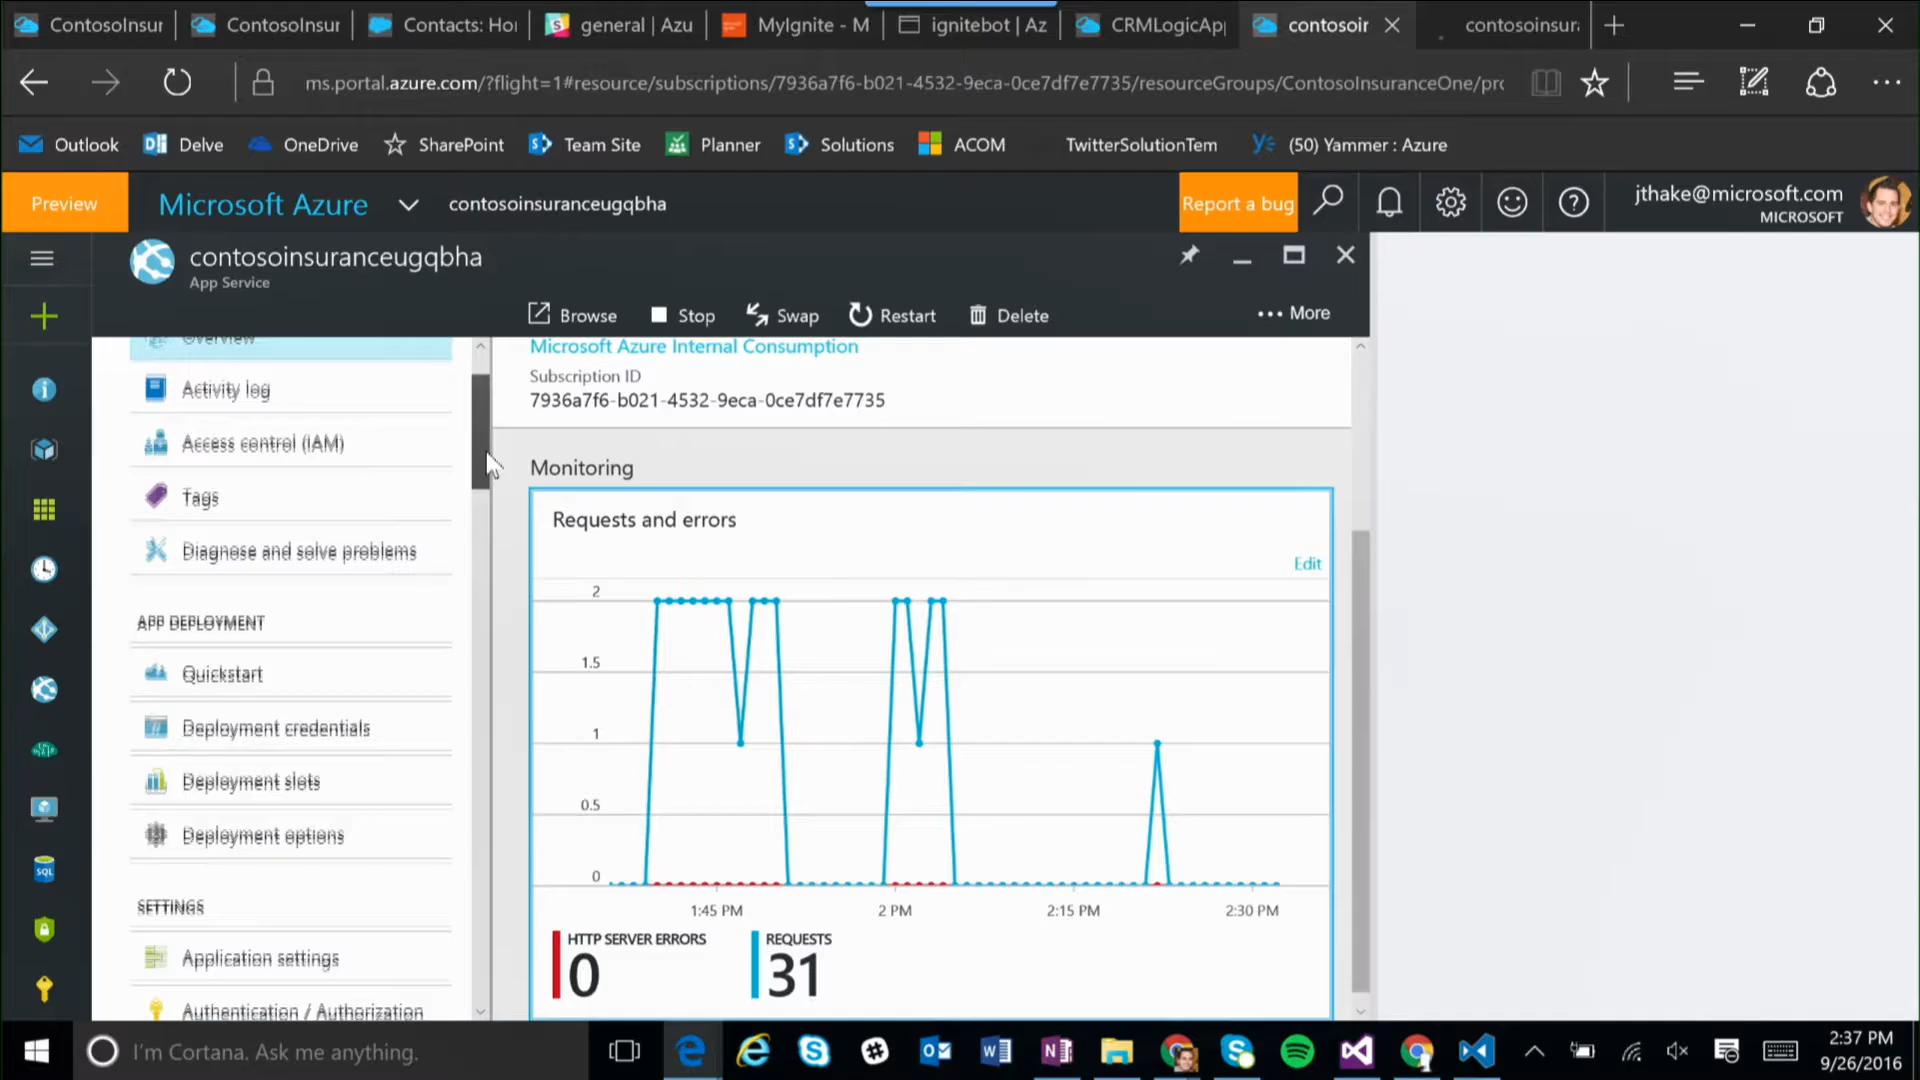 ContosoInsur
ContosoInsur
Contacts: Ho
general | Azu
MyIgnite - M
ignitebot | Az
CRMLogicApp
contosoir
contosoinsura
ms.portal.azure.com/?flight=1#resource/subscriptions/7936a7f6-b021-4532-9eca-0ce7df7e7735/resourceGroups/ContosoInsuranceOne/pro
Outlook
Delve
OneDrive
SharePoint
Team Site
Planner
Solutions
ACOM
TwitterSolutionTem
(50) Yammer : Azure
Preview
Microsoft Azure
contosoinsuranceugqbha
Report a bug
jthake@microsoft.com
MICROSOFT
contosoinsuranceugqbha
App Service
Browse
Stop
Swap
Restart
Delete
More
Overview
Activity log
Access control (IAM)
Tags
Diagnose and solve problems
APP DEPLOYMENT
Quickstart
Deployment credentials
Deployment slots
Deployment options
SETTINGS
Application settings
Authentication / Authorization
Microsoft Azure Internal Consumption
Subscription ID
7936a7f6-b021-4532-9eca-0ce7df7e7735
Monitoring
Requests and errors
Edit
2
1.5
1
0.5
0
1:45 PM
2 PM
2:15 PM
2:30 PM
HTTP SERVER ERRORS
0
REQUESTS
31
I'm Cortana. Ask me anything.
2:37 PM
9/26/2016